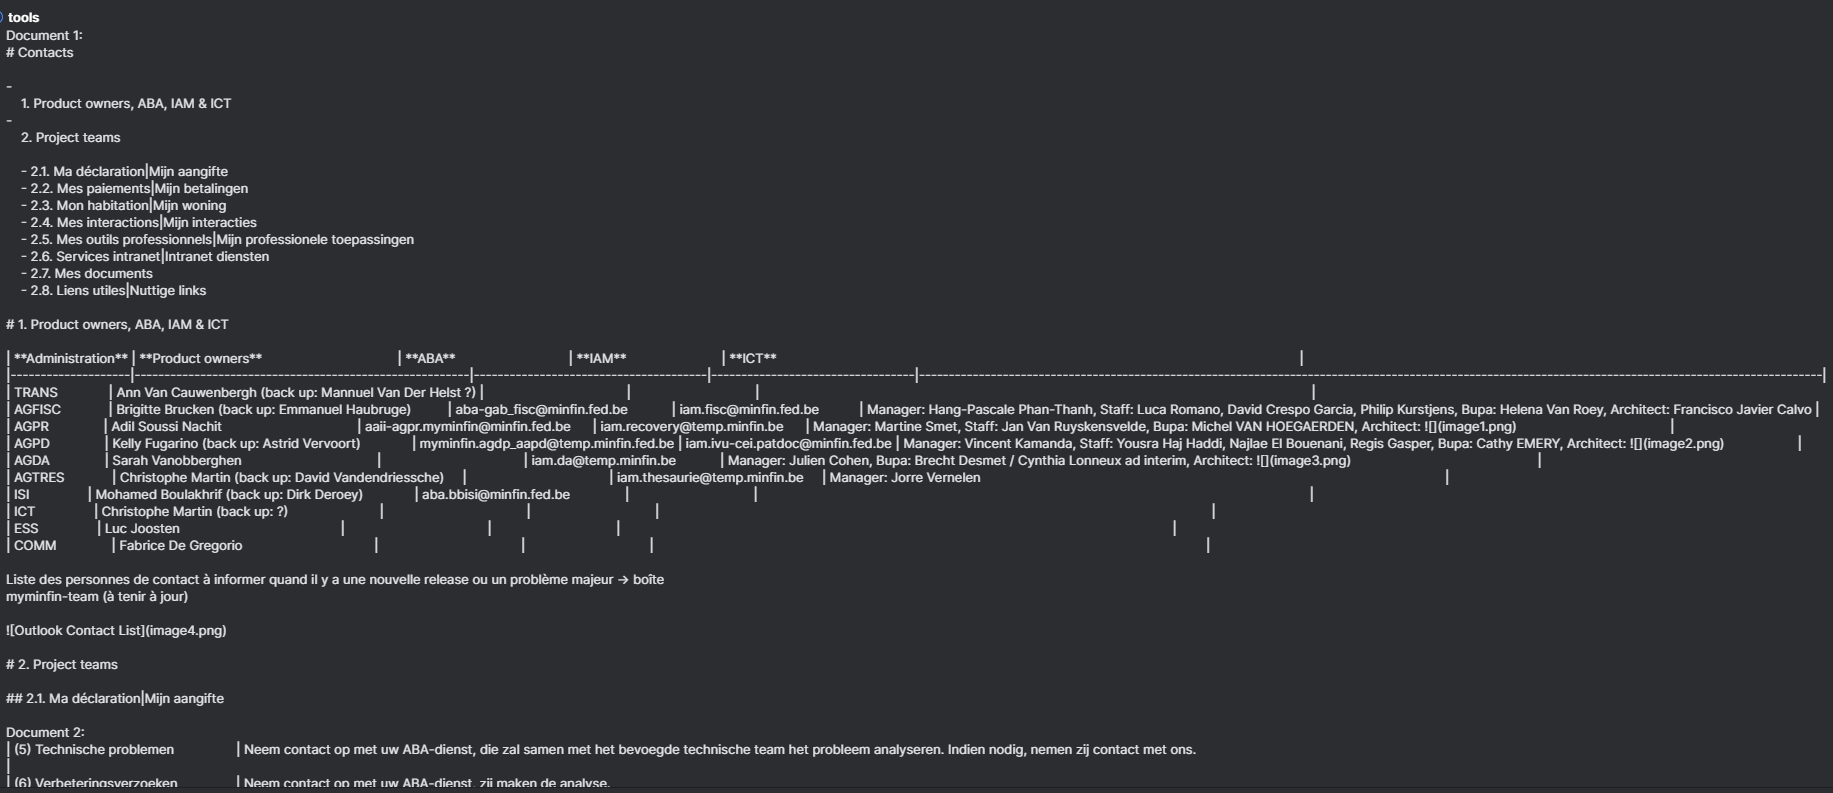 tools
Document 1:
# Contacts
-
1. Product owners, ABA, IAM & ICT
-
2. Project teams
- 2.1. Ma déclaration|Mijn aangifte
- 2.2. Mes paiements|Mijn betalingen
- 2.3. Mon habitation|Mijn woning
- 2.4. Mes interactions|Mijn interacties
- 2.5. Mes outils professionnels|Mijn professionele toepassingen
- 2.6. Services intranet|Intranet diensten
- 2.7. Mes documents
- 2.8. Liens utiles|Nuttige links
# 1. Product owners, ABA, IAM & ICT
| **Administration** | **Product owners** | **ABA** | **IAM** | **ICT** |
|--------------------|--------------------|--------------------|--------------------|--------------------|
| TRANS | Ann Van Cauwenbergh (back up: Mannuel Van Der Helst ?) | | | |
| AGFISC | Brigitte Brucken (back up: Emmanuel Haubruge) | aba-gab_fisc@minfin.fed.be | iam.fisc@minfin.fed.be | Manager: Hang-Pascale Phan-Thanh, Staff: Luca Romano, David Crespo Garcia, Philip Kurstjens, Bupa: Helena Van Roey, Architect: Francisco Javier Calvo |
| AGPR | Adil Soussi Nachit | aaii-agpr.myminfin@minfin.fed.be | iam.recovery@temp.minfin.be | Manager: Martine Smet, Staff: Jan Van Ruyskensvelde, Bupa: Michel VAN HOEGAERDEN, Architect: ![](image1.png) |
| AGPD | Kelly Fugarino (back up: Astrid Vervoort) | myminfin.agdp_aapd@temp.minfin.fed.be | iam.ivu-cei.patdoc@minfin.fed.be | Manager: Vincent Kamanda, Staff: Yousra Haj Haddi, Najlae El Bouenani, Regis Gasper, Bupa: Cathy EMERY, Architect: ![](image2.png) |
| AGDA | Sarah Vanobberghen | | iam.da@temp.minfin.be | Manager: Julien Cohen, Bupa: Brecht Desmet / Cynthia Lonneux ad interim, Architect: ![](image3.png) |
| AGTRES | Christophe Martin (back up: David Vandendriessche) | | iam.thesaurie@temp.minfin.be | Manager: Jorre Vernelen |
| ISI | Mohamed Boulakhrif (back up: Dirk Deroey) | aba.bbisi@minfin.fed.be | | |
| ICT | Christophe Martin (back up: ?) | | | |
| ESS | Luc Joosten | | | |
| COMM | Fabrice De Gregorio | | | |
Liste des personnes de contact à informer quand il y a une nouvelle release ou un problème majeur → boîte
myminfin-team (à tenir à jour)
![Outlook Contact List](image4.png)
# 2. Project teams
## 2.1. Ma déclaration|Mijn aangifte
Document 2:
| (5) Technische problemen | Neem contact op met uw ABA-dienst, die zal samen met het bevoegde technische team het probleem analyseren. Indien nodig, nemen zij contact met ons.
|
| (6) Verbeteringsverzoeken | Neem contact op met uw ABA-dienst, zij maken de analyse.